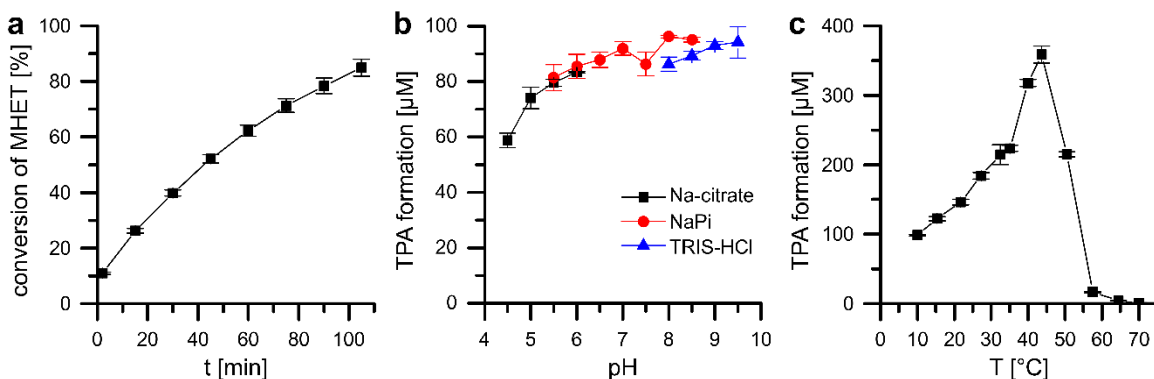 a
conversion of MHET [%]
100
80
60
40
20
0
0 20 40 60 80 100
t [min]
b
TPA formation [µM]
100
80
60
40
20
0
Na-citrate
NaPi
TRIS-HCl
4 5 6 7 8 9 10
pH
c
TPA formation [µM]
400
300
200
100
0
0 10 20 30 40 50 60 70
T [°C]